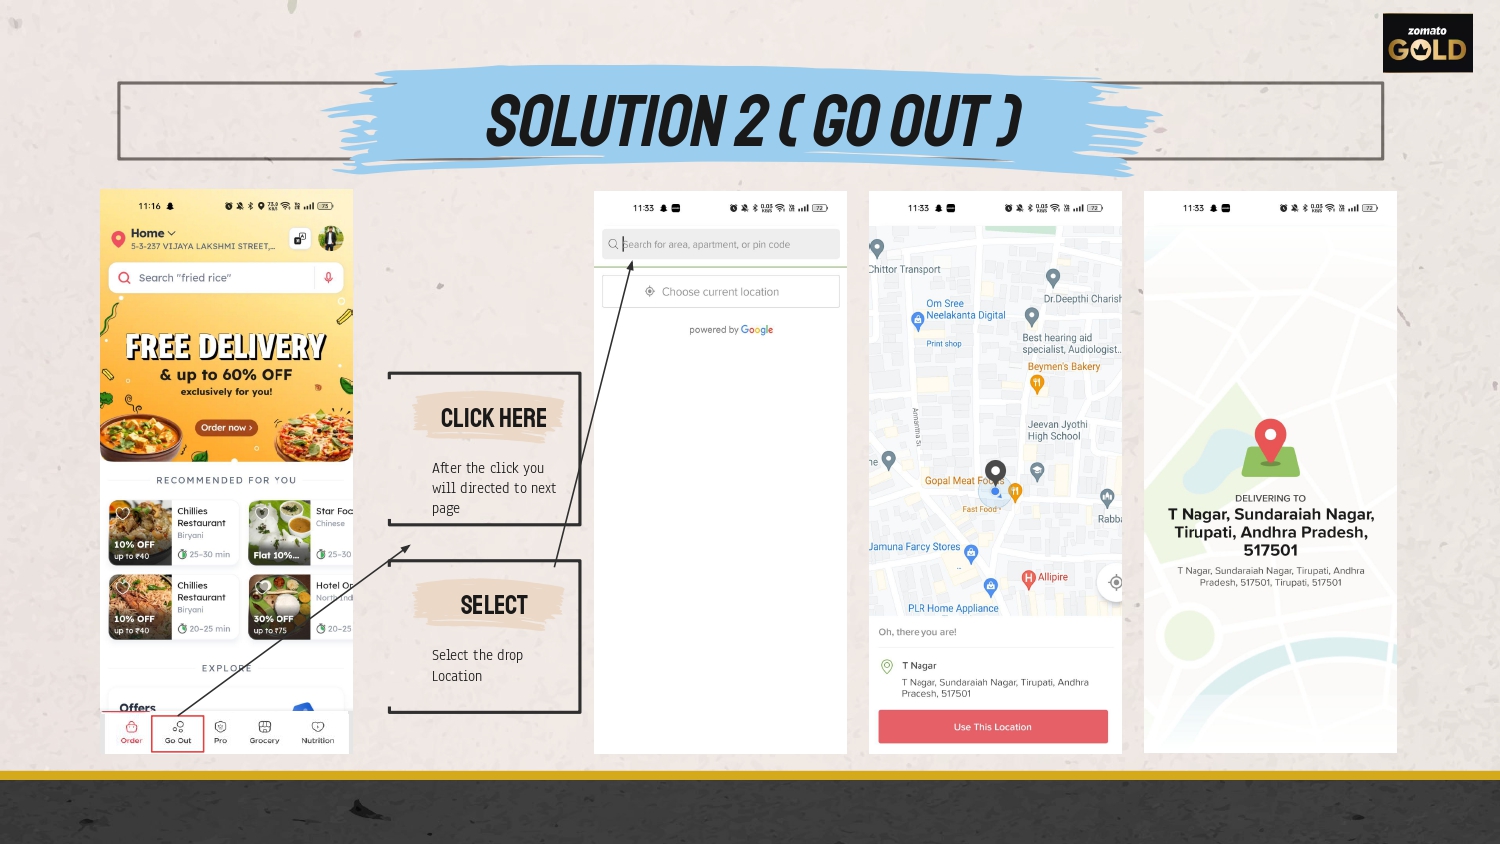 zomato
GOLD
SOLUTION 2 ( GO OUT )
11:16
Home
5-3-237 VIJAYA LAKSHMI STREET,...
Search "fried rice"
FREE DELIVERY
& up to 60% OFF
exclusively for you!
Order now ›
RECOMMENDED FOR YOU
Chillies
Restaurant
Biryani
10% OFF
up to ₹40
25-30 min
Star Foo
Chinese
Flat 10%...
25-30
Chillies
Restaurant
Biryani
10% OFF
up to ₹40
20-25 min
Hotel Or
North Ind
30% OFF
up to ₹75
20-25
EXPLORE
Offers
Order
Go Out
Pro
Grocery
Nutrition
CLICK HERE
After the click you
will directed to next
page
SELECT
Select the drop
Location
11:33
72
Search for area, apartment, or pin code
Choose current location
powered by Google
11:33
72
Chittor Transport
Dr.Deepthi Charish
Om Sree
Neelakanta Digital
Print shop
Best hearing aid
specialist, Audiologist..
Beymen's Bakery
Annamma St
Jeevan Jyothi
High School
ne
Gopal Meat Foods
Fast Food
Rabba
Jamuna Fancy Stores
Allipire
PLR Home Appliance
Oh, there you are!
T Nagar
T Nagar, Sundaraiah Nagar, Tirupati, Andhra
Pracesh, 517501
Use This Location
11:33
72
DELIVERING TO
T Nagar, Sundaraiah Nagar,
Tirupati, Andhra Pradesh,
517501
T Nagar, Sundaraiah Nagar, Tirupati, Andhra
Pradesh, 517501, Tirupati, 517501